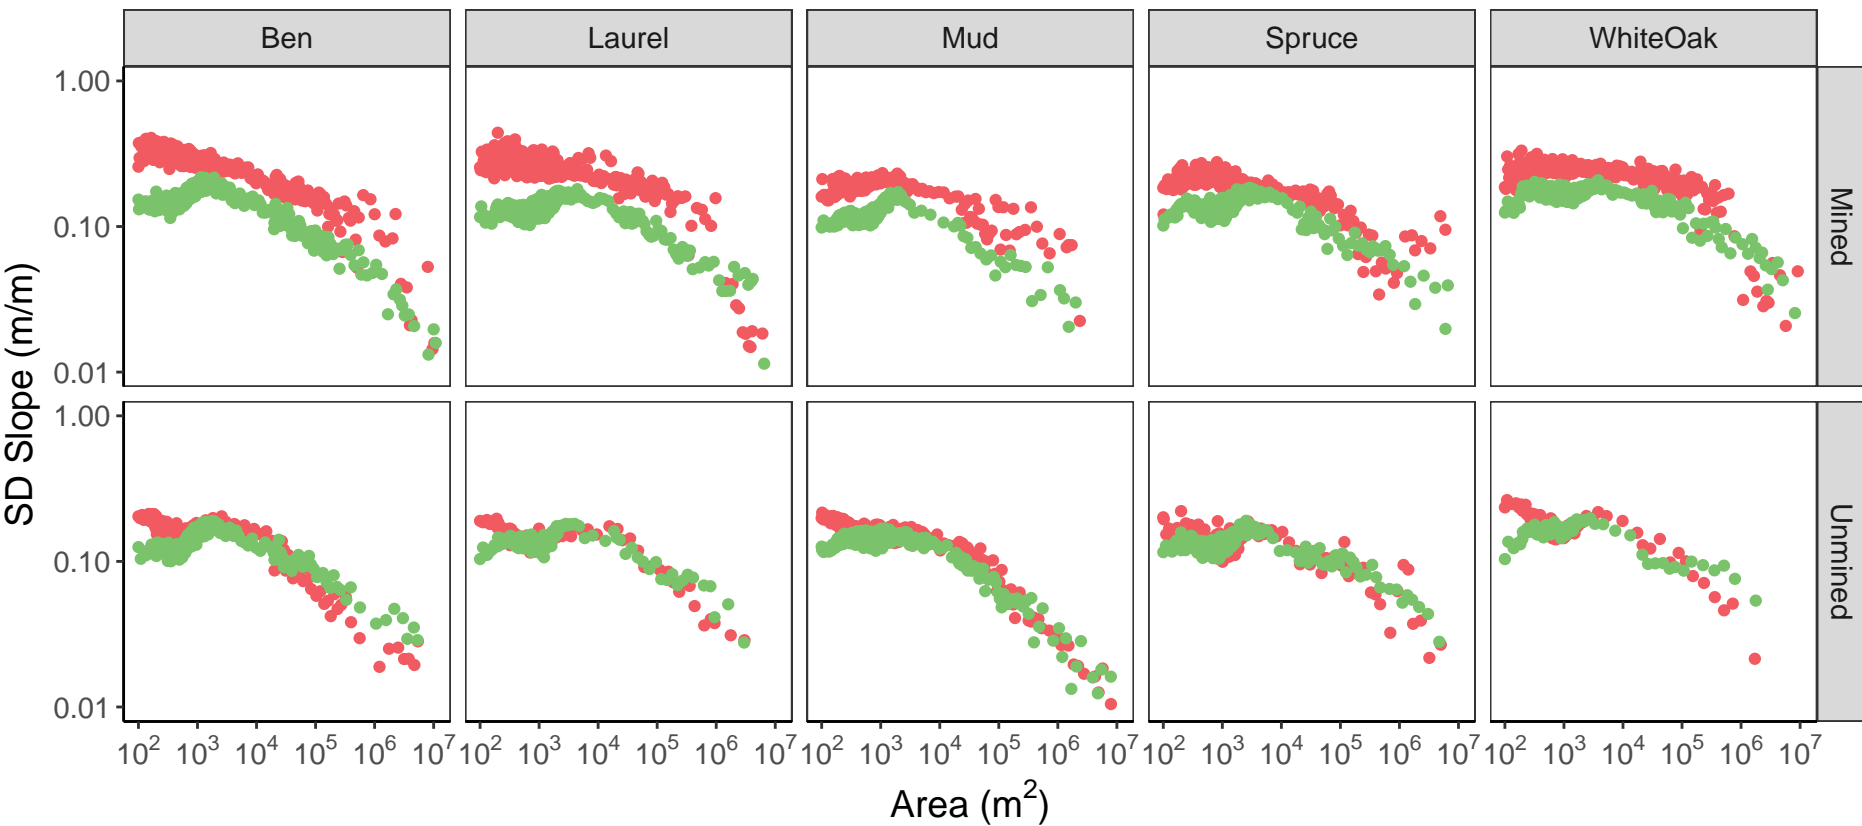 Ben Laurel Mud Spruce WhiteOak
1.00
0.10
0.01
Mined
1.00
0.10
0.01
Unmined
SD Slope (m/m)
10² 10³ 10⁴ 10⁵ 10⁶ 10⁷ 10² 10³ 10⁴ 10⁵ 10⁶ 10⁷ 10² 10³ 10⁴ 10⁵ 10⁶ 10⁷ 10² 10³ 10⁴ 10⁵ 10⁶ 10⁷ 10² 10³ 10⁴ 10⁵ 10⁶ 10⁷
Area (m²)